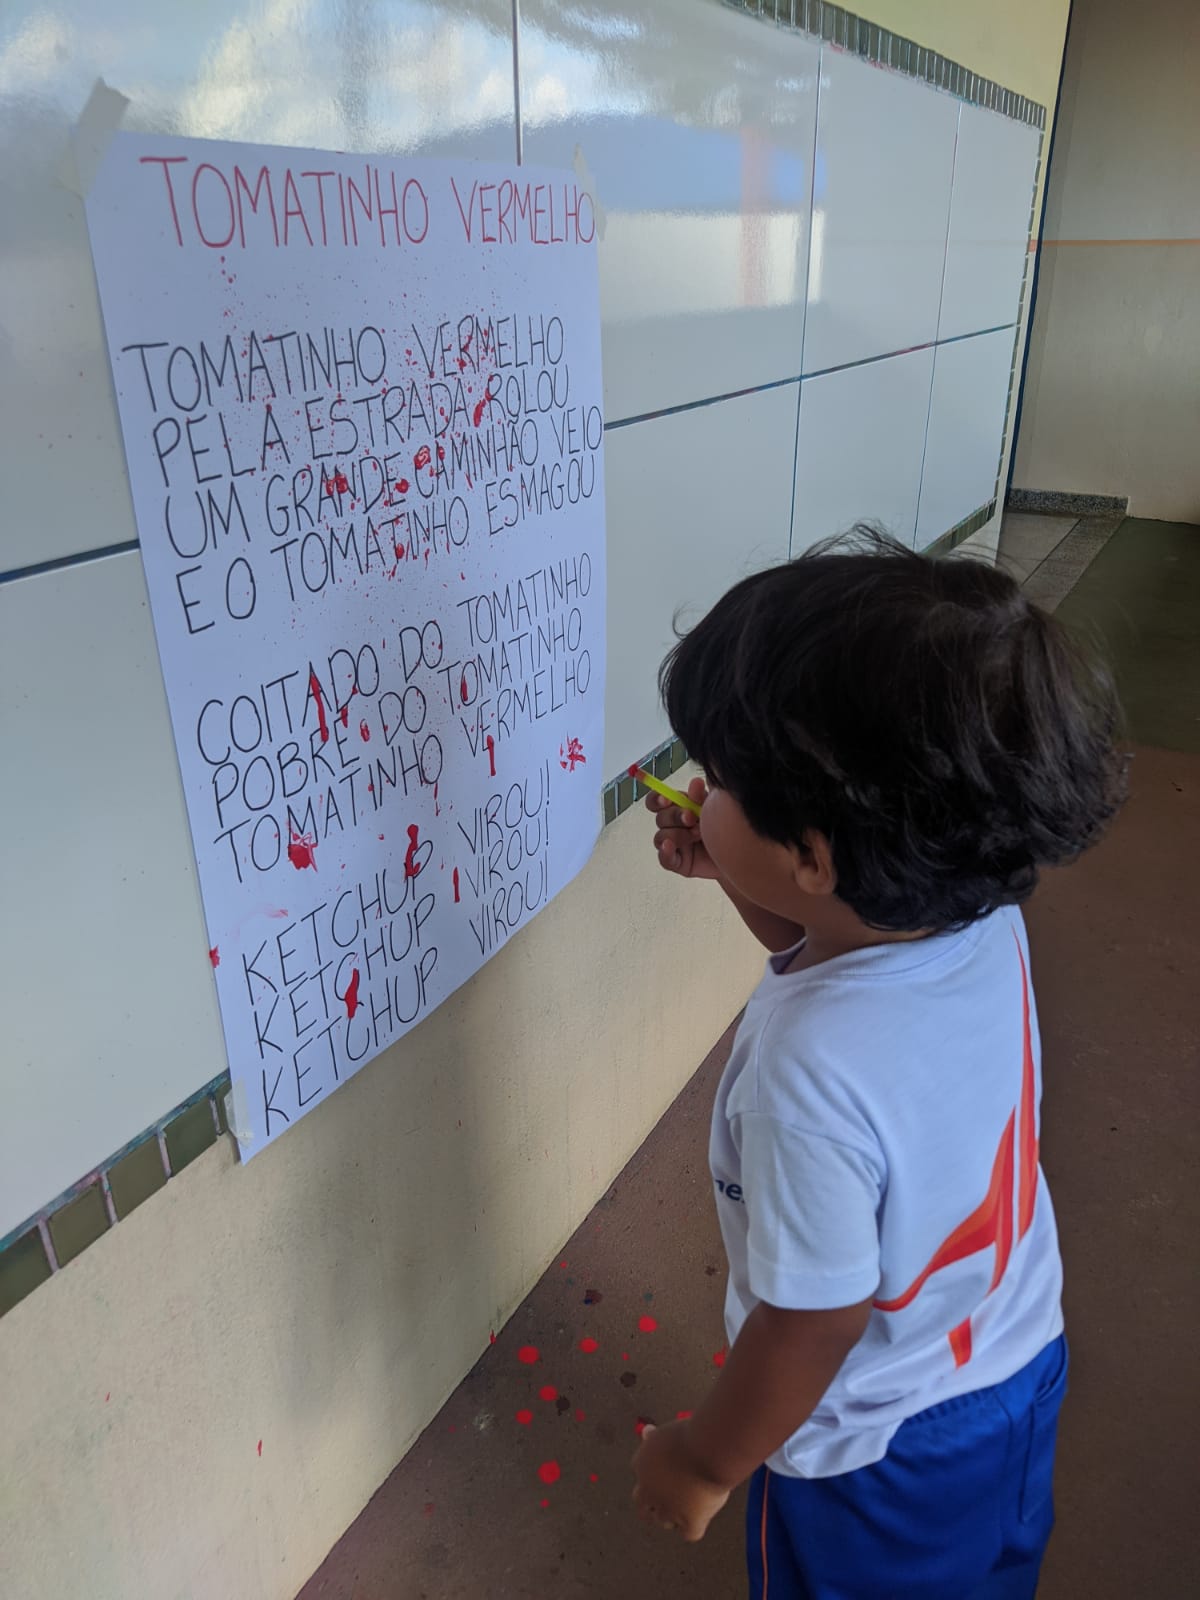 TOMATINHO VERMELHO
TOMATINHO VERMELHO
PELA ESTRADA ROLOU
UM GRANDE CAMINHÃO VEIO
E O TOMATINHO ESMAGOU
COITADO DO TOMATINHO
POBRE DO TOMATINHO
TOMATINHO VERMELHO
KETCHUP VIROU!
KETCHUP VIROU!
KETCHUP VIROU!